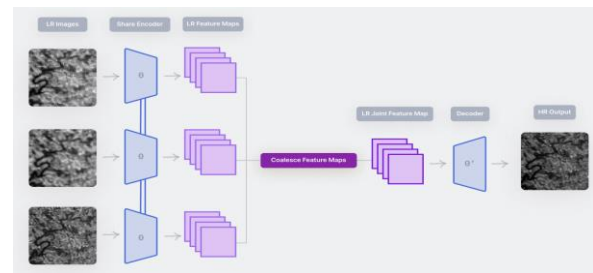 LR Images
Share Encoder
LR Feature Maps
Θ
Θ
Θ
Coalesce Feature Maps
LR Joint Feature Map
Decoder
HR Output
Θ⁺